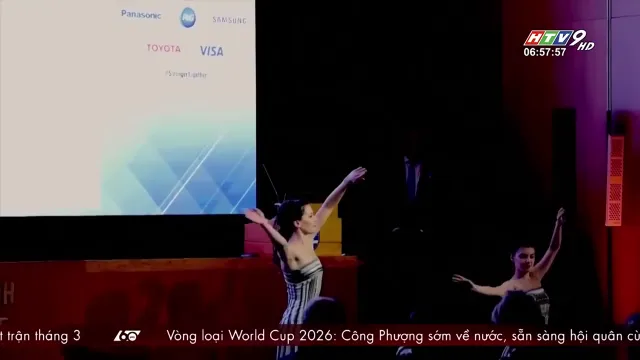 Panasonic P&G SAMSUNG
TOYOTA VISA
HTV9 HD
06:57:57
t trận tháng 3 60 Vòng loại World Cup 2026: Công Phượng sớm về nước, sẵn sàng hội quân cù